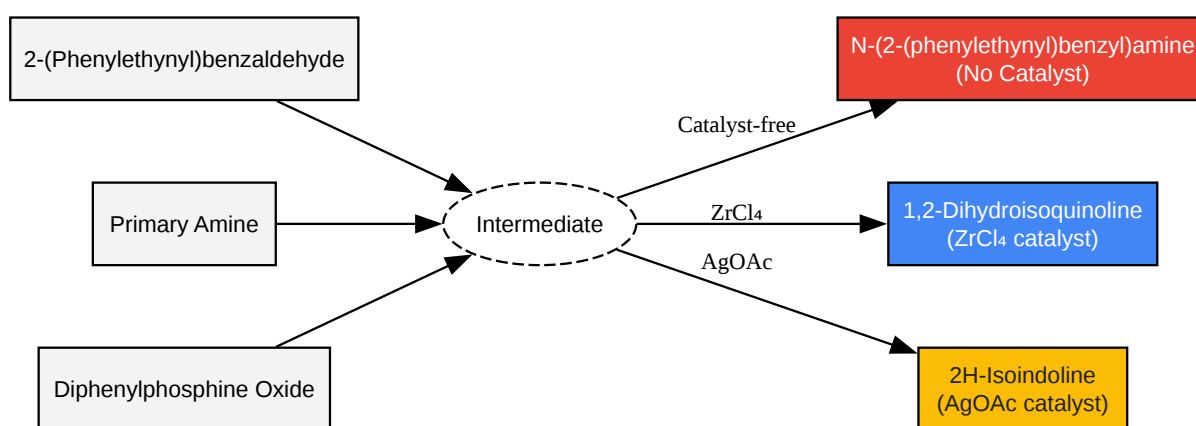 2-(Phenylethynyl)benzaldehyde
Primary Amine
Diphenylphosphine Oxide
Intermediate
Catalyst-free
ZrCl₄
AgOAc
N-(2-(phenylethynyl)benzyl)amine
(No Catalyst)
1,2-Dihydroisoquinoline
(ZrCl₄ catalyst)
2H-Isoindoline
(AgOAc catalyst)